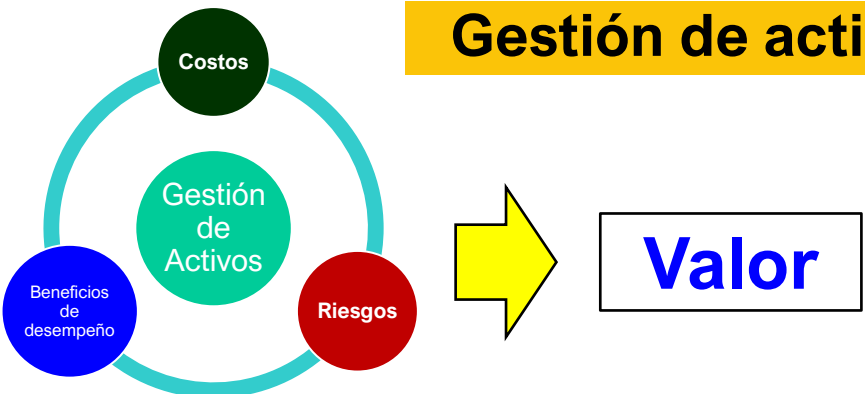 Gestión de acti
Costos
Gestión
de
Activos
Beneficios
de
desempeño
Riesgos
Valor